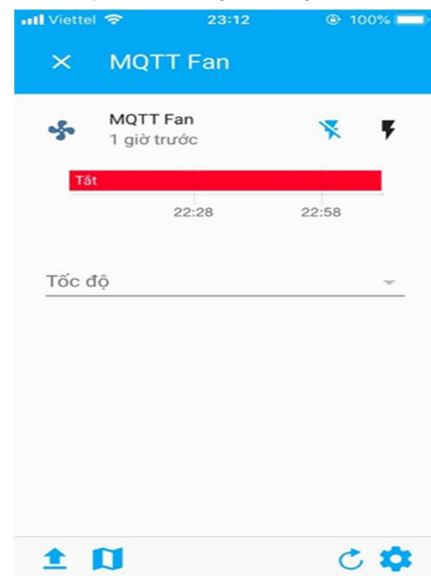 Viettel 23:12 100%
MQTT Fan
MQTT Fan
1 giờ trước
Tắt
22:28 22:58
Tốc độ